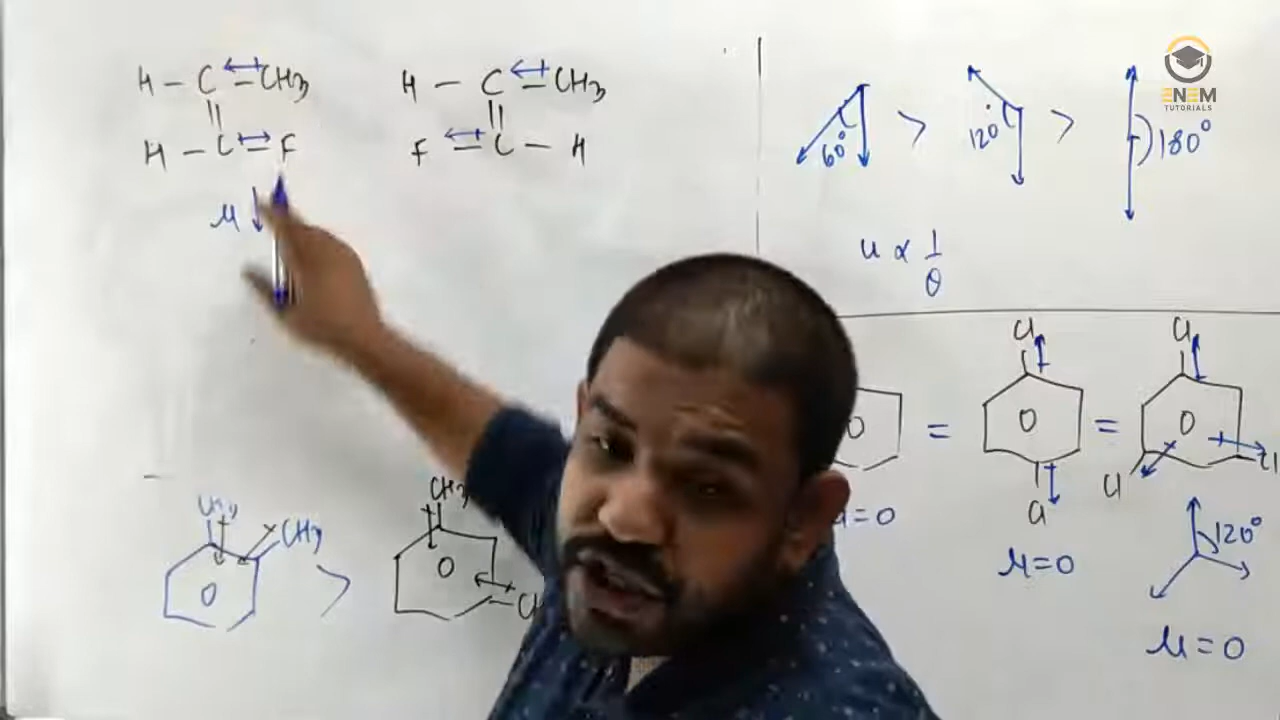 H – C – CH3
||
H – C = F
μ
H – C = CH3
||
F = C – H
60° > 120° > 180°
u ∝ 1/θ
ENEM
TUTORIALS
O
μ=0
=
Cl
O
Cl
μ=0
=
Cl
O
Cl
Cl
120°
μ=0
CH3
CH3
O
>
CH3
O